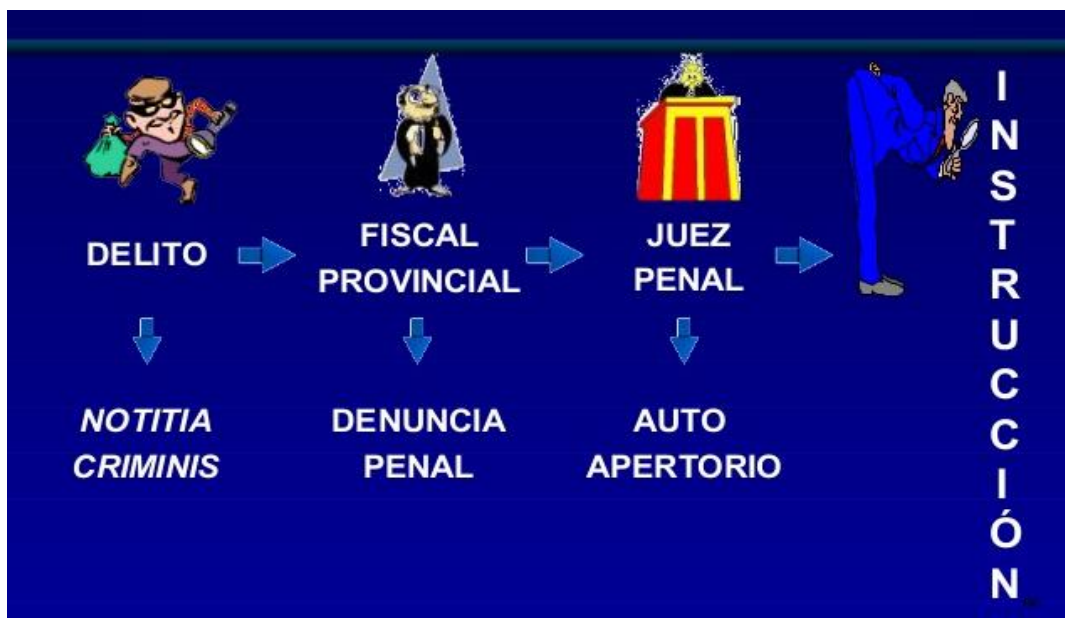 DELITO
FISCAL
PROVINCIAL
JUEZ
PENAL
NOTITIA
CRIMINIS
DENUNCIA
PENAL
AUTO
APERTORIO
INSTRUCCIÓN